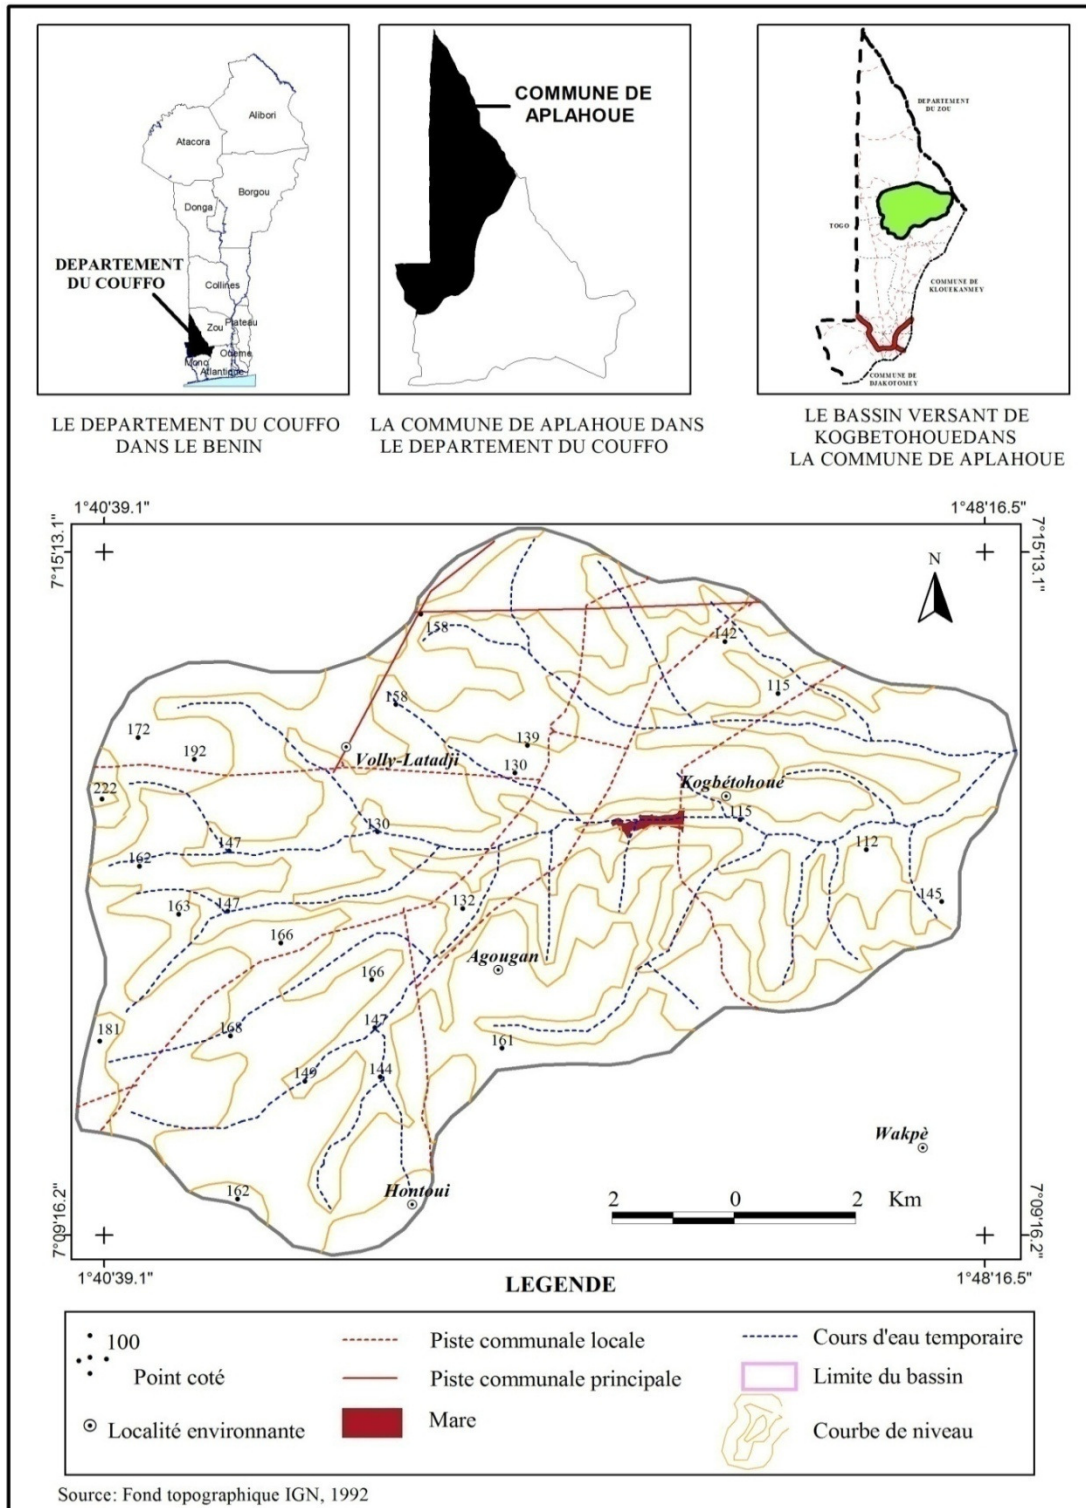 Alibori
Atacora
Borgou
Donga
DEPARTEMENT
DU COUFFO
Collines
Zou
Plateau
Oueme
Mono
Atlantique
COMMUNE DE
APLAHOUE
DEPARTEMENT
DU ZOU
TOGO
COMMUNE DE
KLOUEKANMEY
COMMUNE DE
DJAKOTOMEY
LE DEPARTEMENT DU COUFFO
DANS LE BENIN
LA COMMUNE DE APLAHOUE DANS
LE DEPARTEMENT DU COUFFO
LE BASSIN VERSANT DE
KOGBETOHOUEDANS
LA COMMUNE DE APLAHOUE
1°40'39.1"
1°48'16.5"
7°15'13.1"
7°15'13.1"
N
158
142
158
115
172
139
192
Volly-Latadji
130
222
Kogbétohoué
130
115
147
112
162
163
147
132
145
166
Agougan
166
181
168
147
161
149
144
Wakpè
162
Hontoui
2 0 2 Km
7°09'16.2"
7°09'16.2"
1°40'39.1"
1°48'16.5"
LEGENDE
100
Point coté
Localité environnante
Piste communale locale
Piste communale principale
Mare
Cours d'eau temporaire
Limite du bassin
Courbe de niveau
Source: Fond topographique IGN, 1992